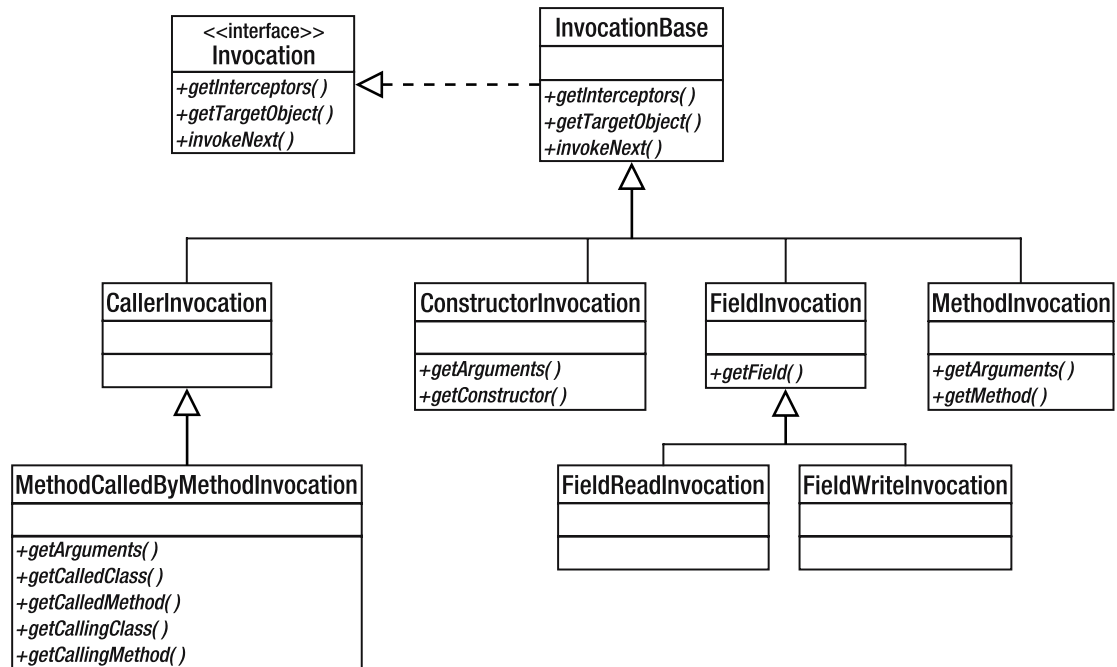 <<interface>>
Invocation
+getInterceptors( )
+getTargetObject( )
+invokeNext( )
InvocationBase
+getInterceptors( )
+getTargetObject( )
+invokeNext( )
CallerInvocation
ConstructorInvocation
+getArguments( )
+getConstructor( )
FieldInvocation
+getField( )
MethodInvocation
+getArguments( )
+getMethod( )
MethodCalledByMethodInvocation
+getArguments( )
+getCalledClass( )
+getCalledMethod( )
+getCallingClass( )
+getCallingMethod( )
FieldReadInvocation
FieldWriteInvocation